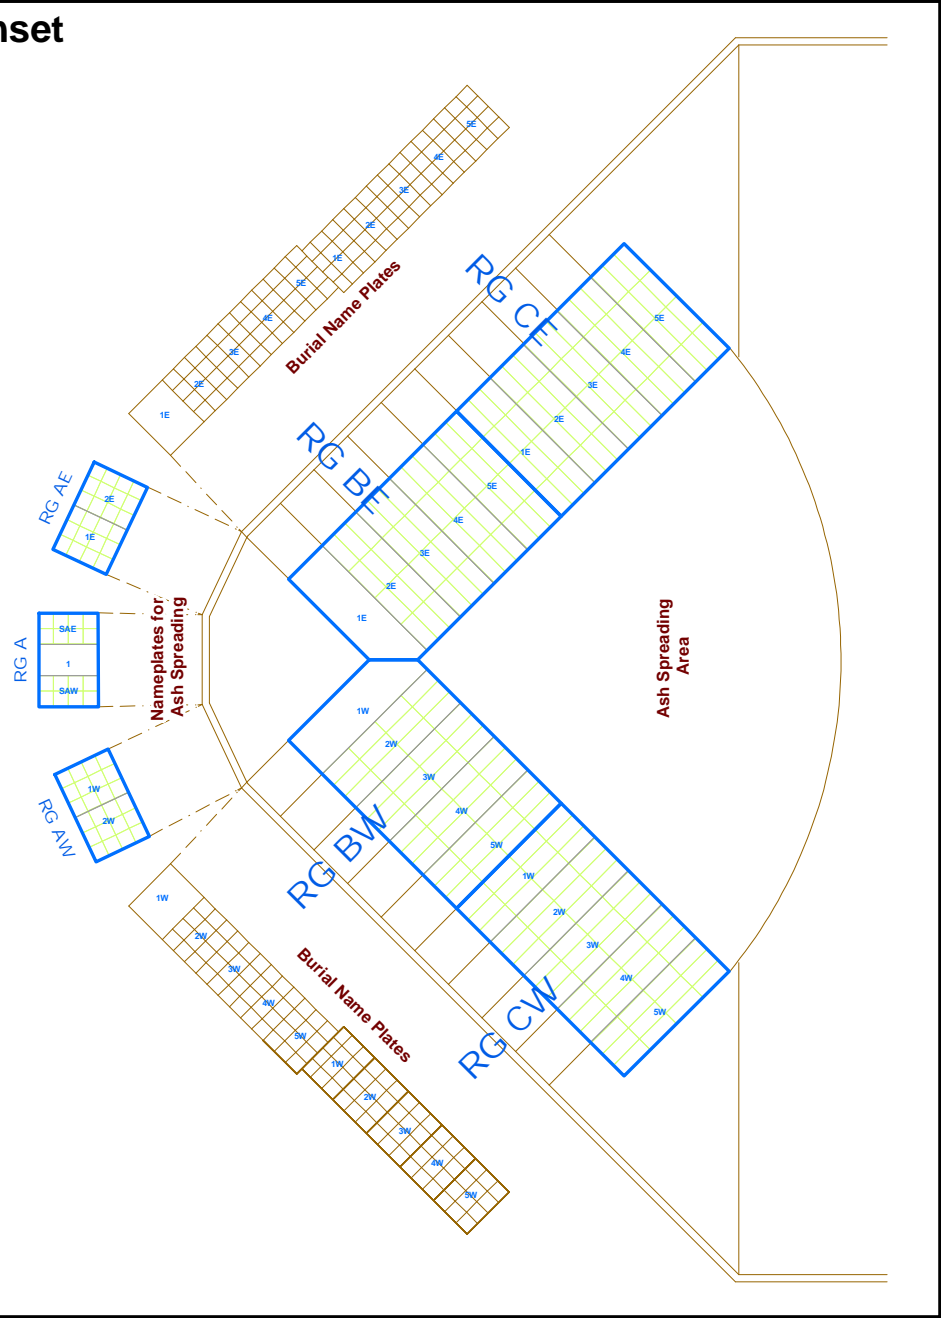 nset
5E
4E
3E
2E
1E
5E
4E
3E
2E
1E
Burial Name Plates
RG CE
5E
4E
3E
2E
1E
RG BE
5E
4E
3E
2E
1E
RG AE
2E
1E
RG A
SAE
1
SAW
Nameplates for
Ash Spreading
Ash Spreading
Area
RG AW
1W
2W
1W
2W
3W
4W
5W
RG BW
1W
2W
3W
4W
5W
RG CW
1W
2W
3W
4W
5W
Burial Name Plates
1W
2W
3W
4W
5W